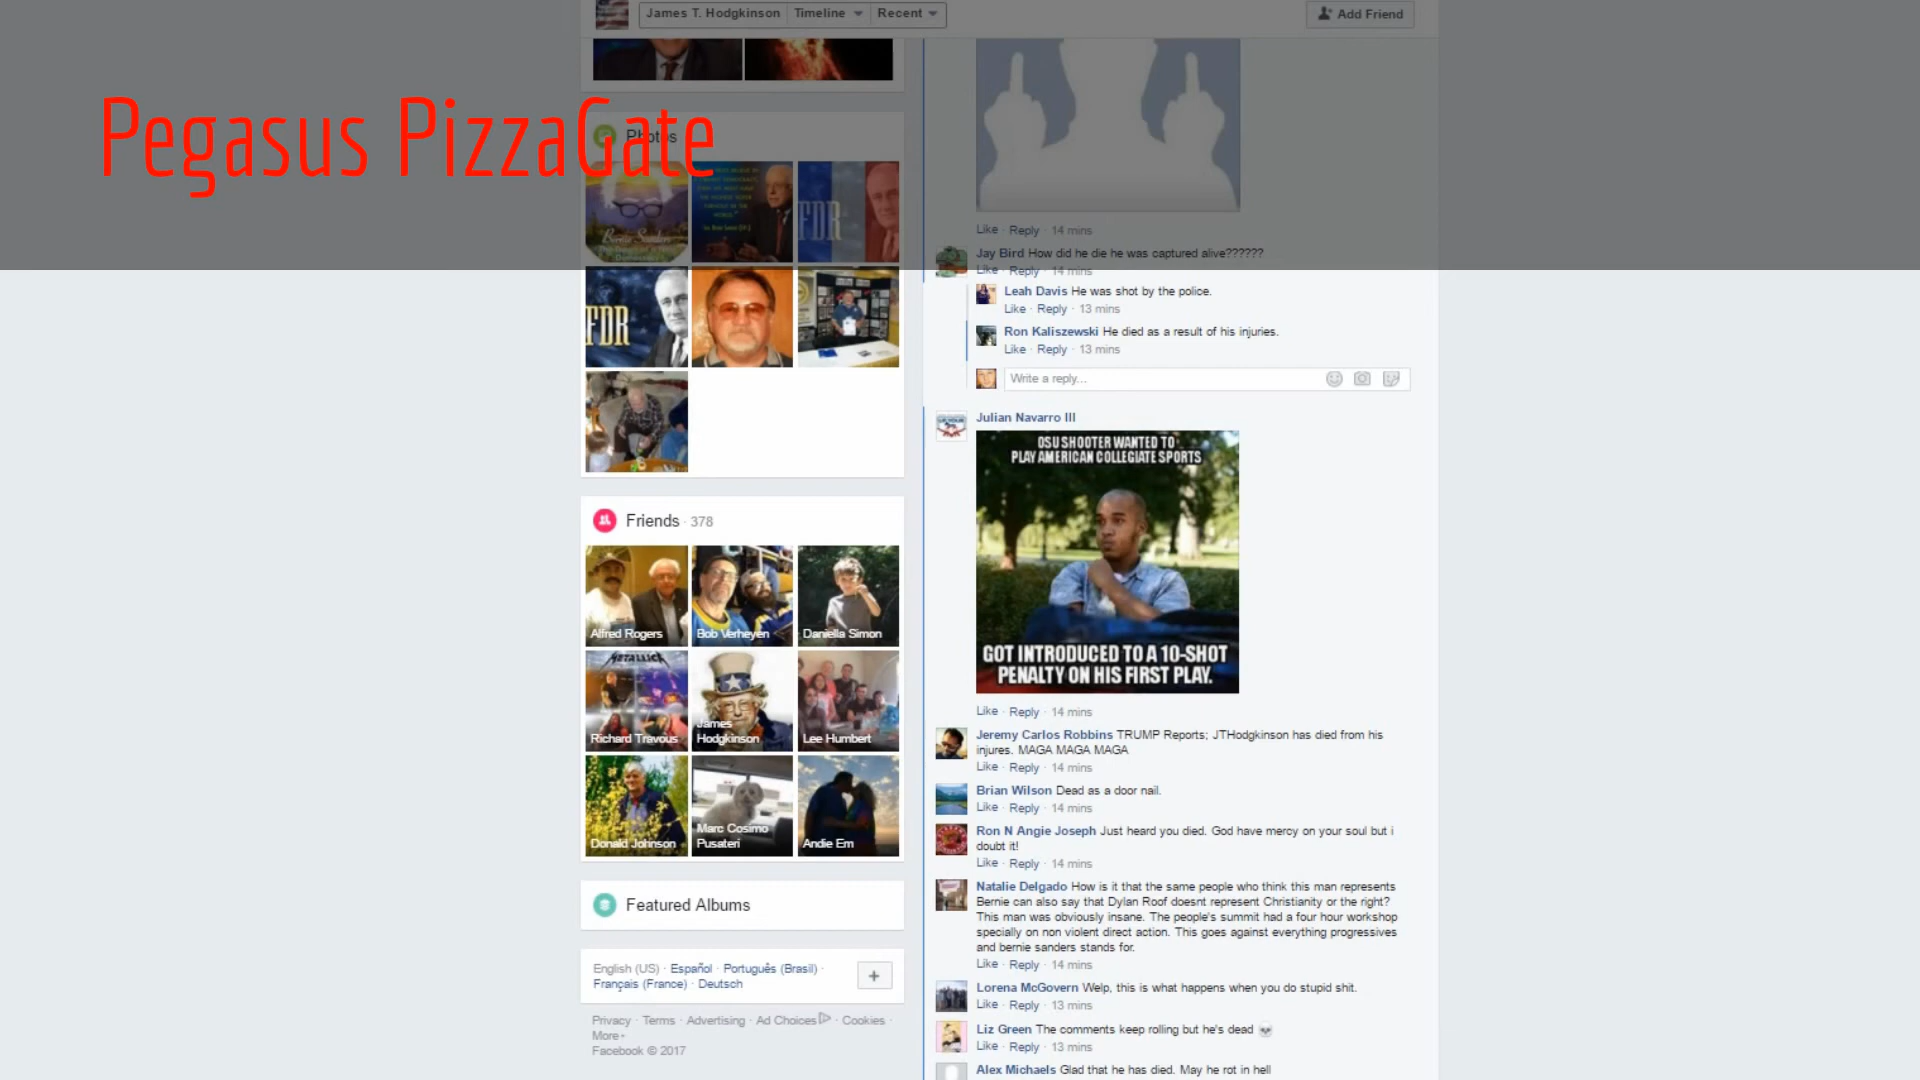 James T. Hodgkinson Timeline Recent Add Friend
Pegasus PizzaGate
Photos
Bernie Sanders
FDR
FDR
Friends · 378
Alfred Rogers
Bob Verheyen
Daniella Simon
METALLICA
Richard Travous
James
Hodgkinson
Lee Humbert
Donald Johnson
Marc Cosimo
Pusateri
Andie Em
Featured Albums
English (US) · Español · Português (Brasil) ·
Français (France) · Deutsch
+
Privacy · Terms · Advertising · Ad Choices · Cookies ·
More
Facebook © 2017
Like · Reply · 14 mins
Jay Bird How did he die he was captured alive??????
Like · Reply · 14 mins
Leah Davis He was shot by the police.
Like · Reply · 13 mins
Ron Kaliszewski He died as a result of his injuries.
Like · Reply · 13 mins
Write a reply...
Julian Navarro III
OSU SHOOTER WANTED TO
PLAY AMERICAN COLLEGIATE SPORTS
GOT INTRODUCED TO A 10-SHOT
PENALTY ON HIS FIRST PLAY.
Like · Reply · 14 mins
Jeremy Carlos Robbins TRUMP Reports; JTHodgkinson has died from his
injures. MAGA MAGA MAGA
Like · Reply · 14 mins
Brian Wilson Dead as a door nail.
Like · Reply · 14 mins
Ron N Angie Joseph Just heard you died. God have mercy on your soul but i
doubt it!
Like · Reply · 14 mins
Natalie Delgado How is it that the same people who think this man represents
Bernie can also say that Dylan Roof doesnt represent Christianity or the right?
This man was obviously insane. The people's summit had a four hour workshop
specially on non violent direct action. This goes against everything progressives
and bernie sanders stands for.
Like · Reply · 14 mins
Lorena McGovern Welp, this is what happens when you do stupid shit.
Like · Reply · 13 mins
Liz Green The comments keep rolling but he's dead
Like · Reply · 13 mins
Alex Michaels Glad that he has died. May he rot in hell